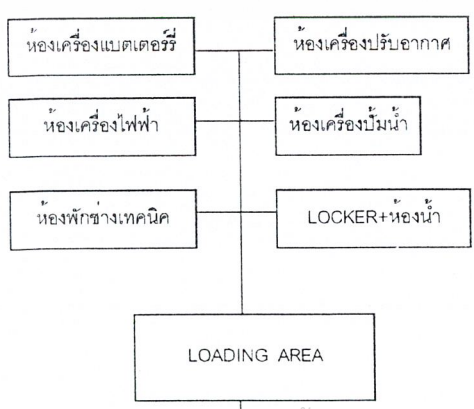 ห้องเครื่องแบตเตอร์รี่
ห้องเครื่องปรับอากาศ
ห้องเครื่องไฟฟ้า
ห้องเครื่องปั้มน้ำ
ห้องพักช่างเทคนิค
LOCKER+ห้องน้ำ
LOADING AREA